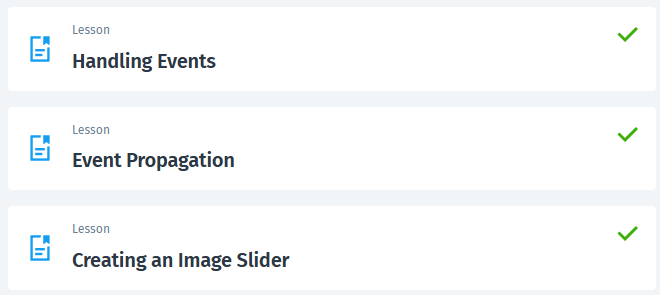 Lesson
Handling Events
Lesson
Event Propagation
Lesson
Creating an Image Slider